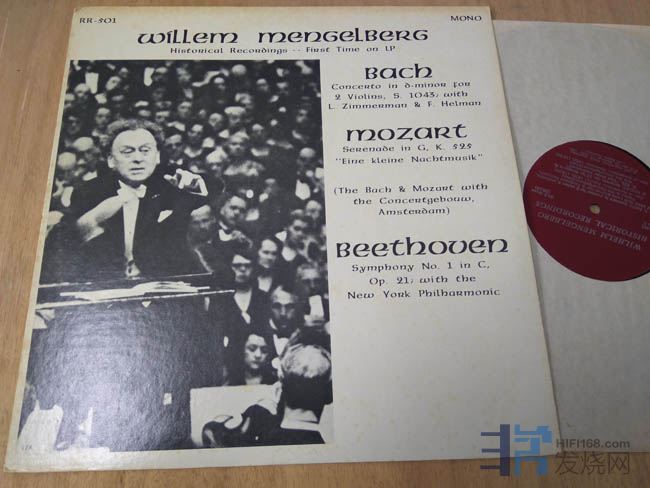 RR-301
MONO
Willem Mengelberg
Historical Recordings -- First Time on LP
Bach
Concerto in d-minor for
2 Violins, S. 1043; with
L. Zimmerman & F. Helman
Mozart
Serenade in G, K. 525
"Eine kleine Nachtmusik"
(The Bach & Mozart with
the Concertgebouw,
Amsterdam)
Beethoven
Symphony No. 1 in C,
Op. 21; with the
New York Philharmonic
WILHELM MENGELBERG
HISTORICAL RECORDINGS
HIFI168.com
发烧网